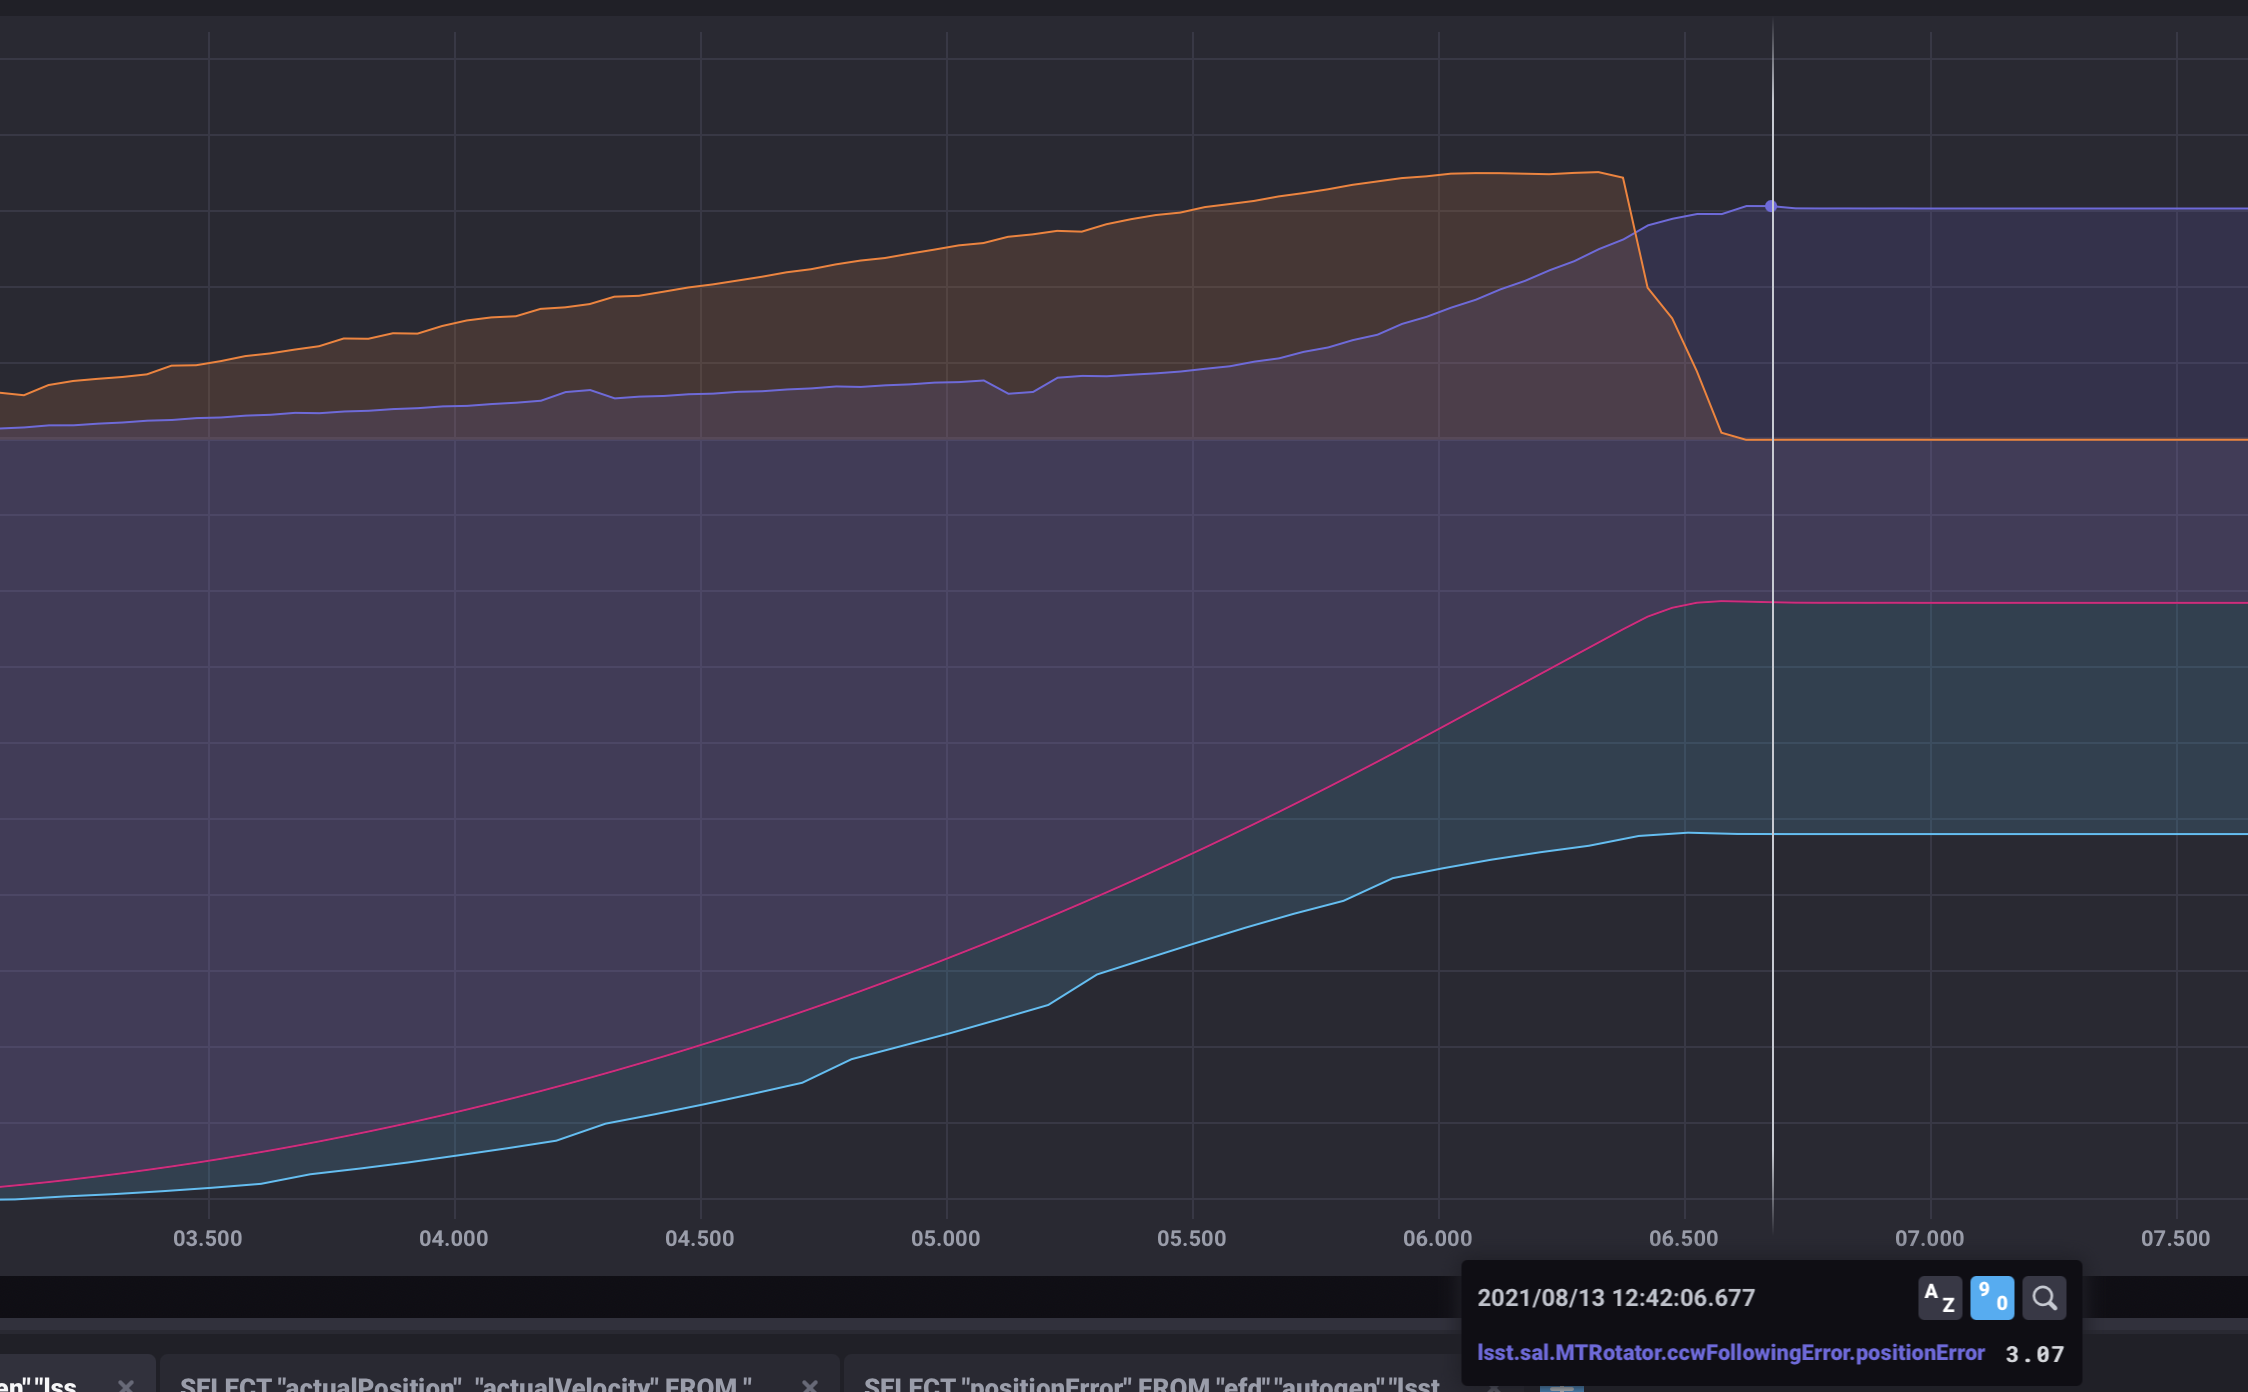 03.500 04.000 04.500 05.000 05.500 06.000 06.500 07.000 07.500
2021/08/13 12:42:06.677 A Z 9 0
lsst.sal.MTRotator.ccwFollowingError.positionError 3.07
en"."lss × SELECT "actualPosition", "actualVelocity" FROM " × SELECT "positionError" FROM "efd"."autogen"."lsst